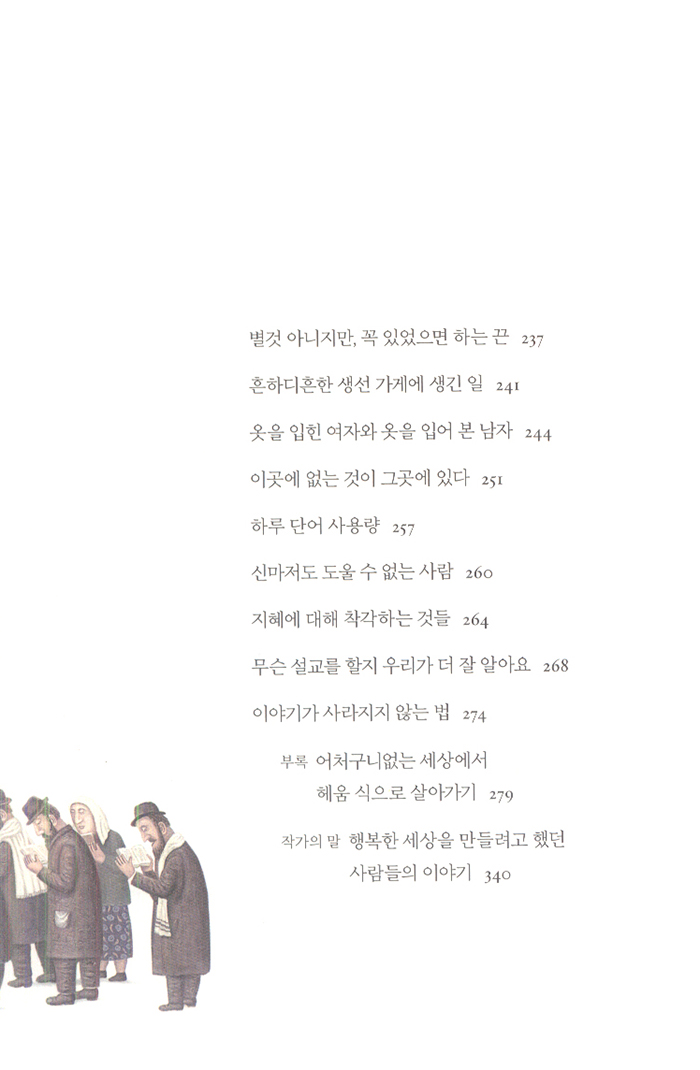 별것 아니지만, 꼭 있었으면 하는 끈 237
흔하디흔한 생선 가게에 생긴 일 241
옷을 입힌 여자와 옷을 입어 본 남자 244
이곳에 없는 것이 그곳에 있다 251
하루 단어 사용량 257
신마저도 도울 수 없는 사람 260
지혜에 대해 착각하는 것들 264
무슨 설교를 할지 우리가 더 잘 알아요 268
이야기가 사라지지 않는 법 274
부록 어처구니없는 세상에서
헤움 식으로 살아가기 279
작가의 말 행복한 세상을 만들려고 했던
사람들의 이야기 340